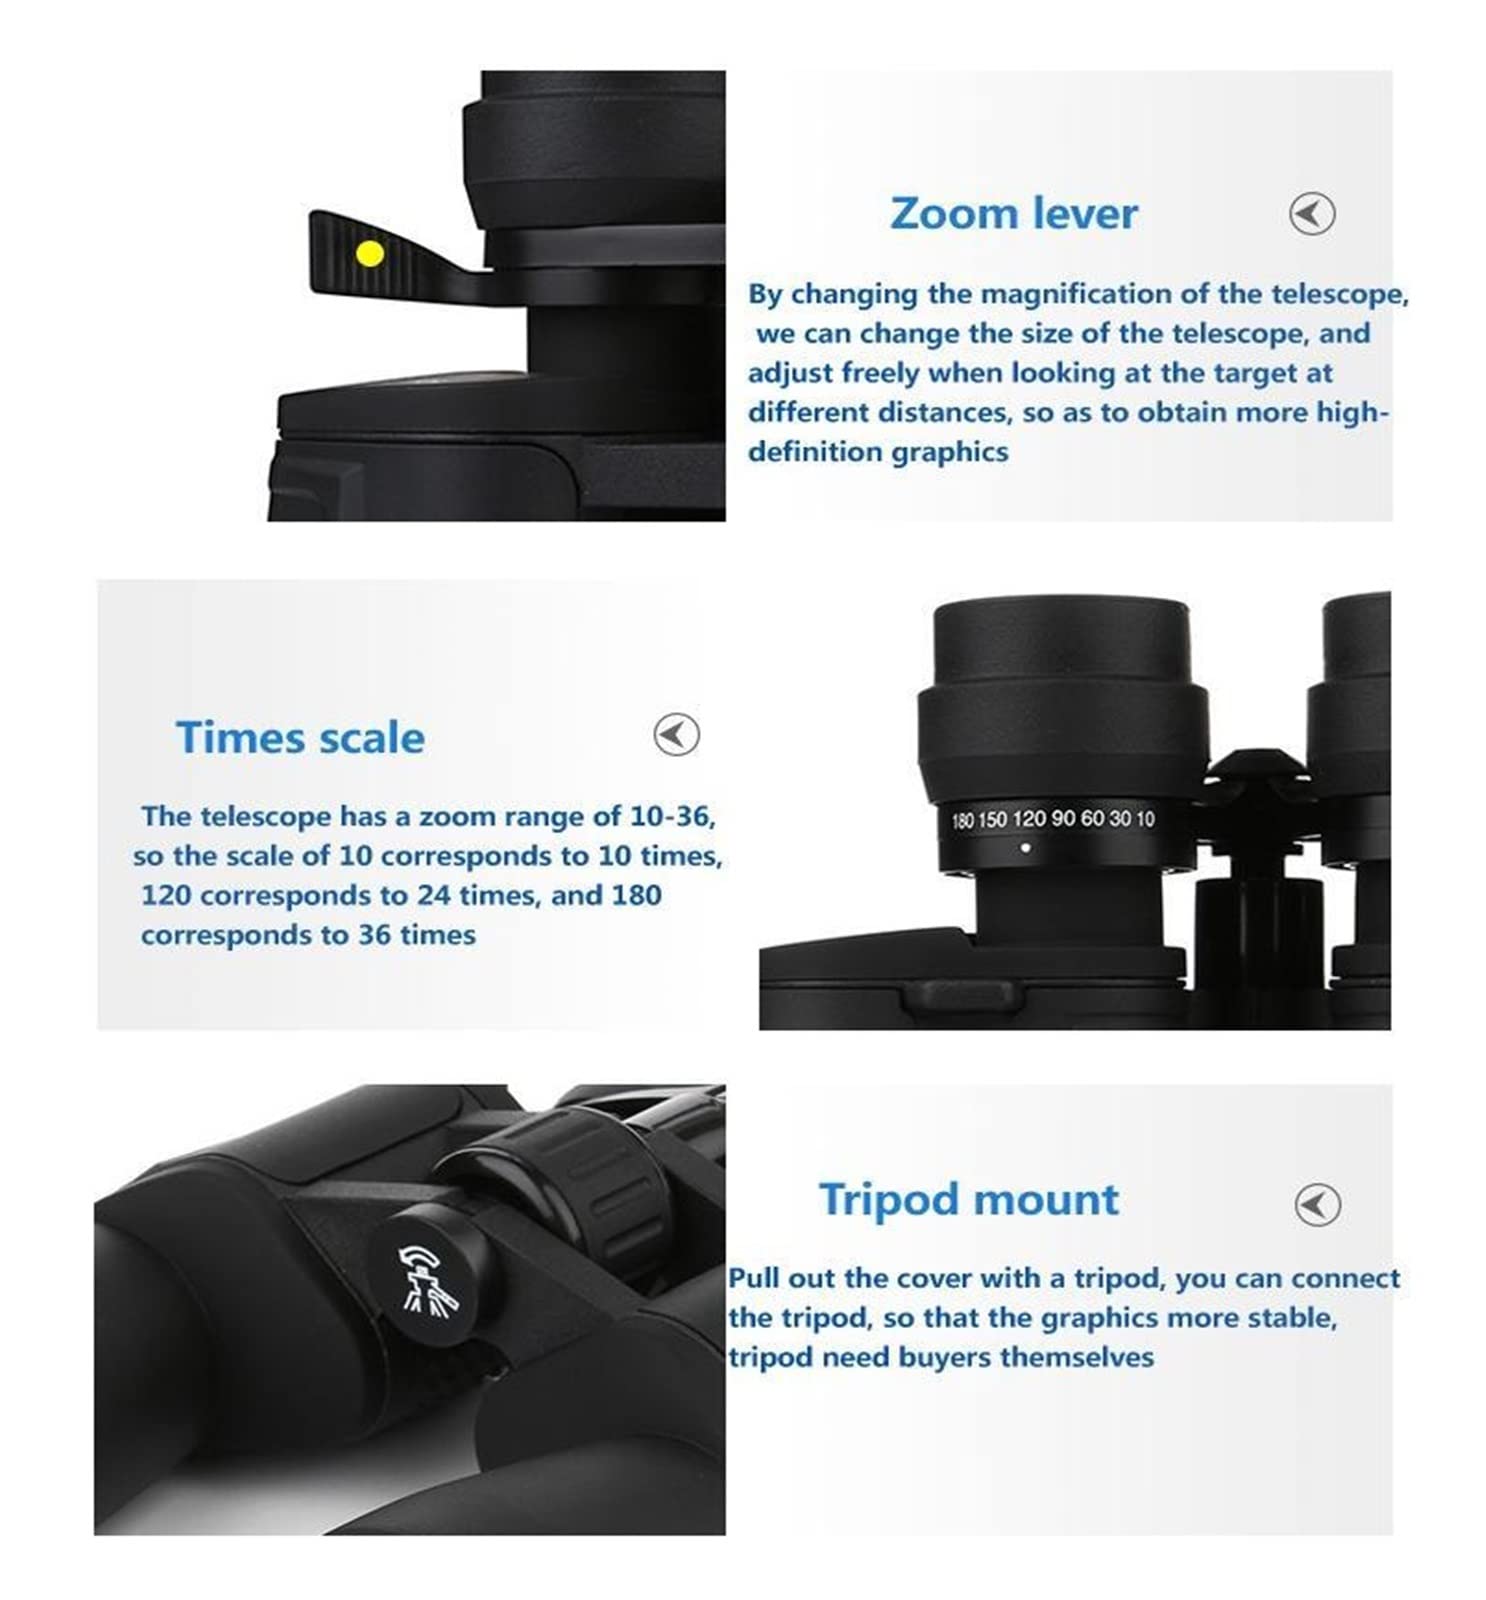 Zoom lever
By changing the magnification of the telescope,
we can change the size of the telescope, and
adjust freely when looking at the target at
different distances, so as to obtain more high-
definition graphics
Times scale
The telescope has a zoom range of 10-36,
so the scale of 10 corresponds to 10 times,
120 corresponds to 24 times, and 180
corresponds to 36 times
180 150 120 90 60 30 10
Tripod mount
Pull out the cover with a tripod, you can connect
the tripod, so that the graphics more stable,
tripod need buyers themselves